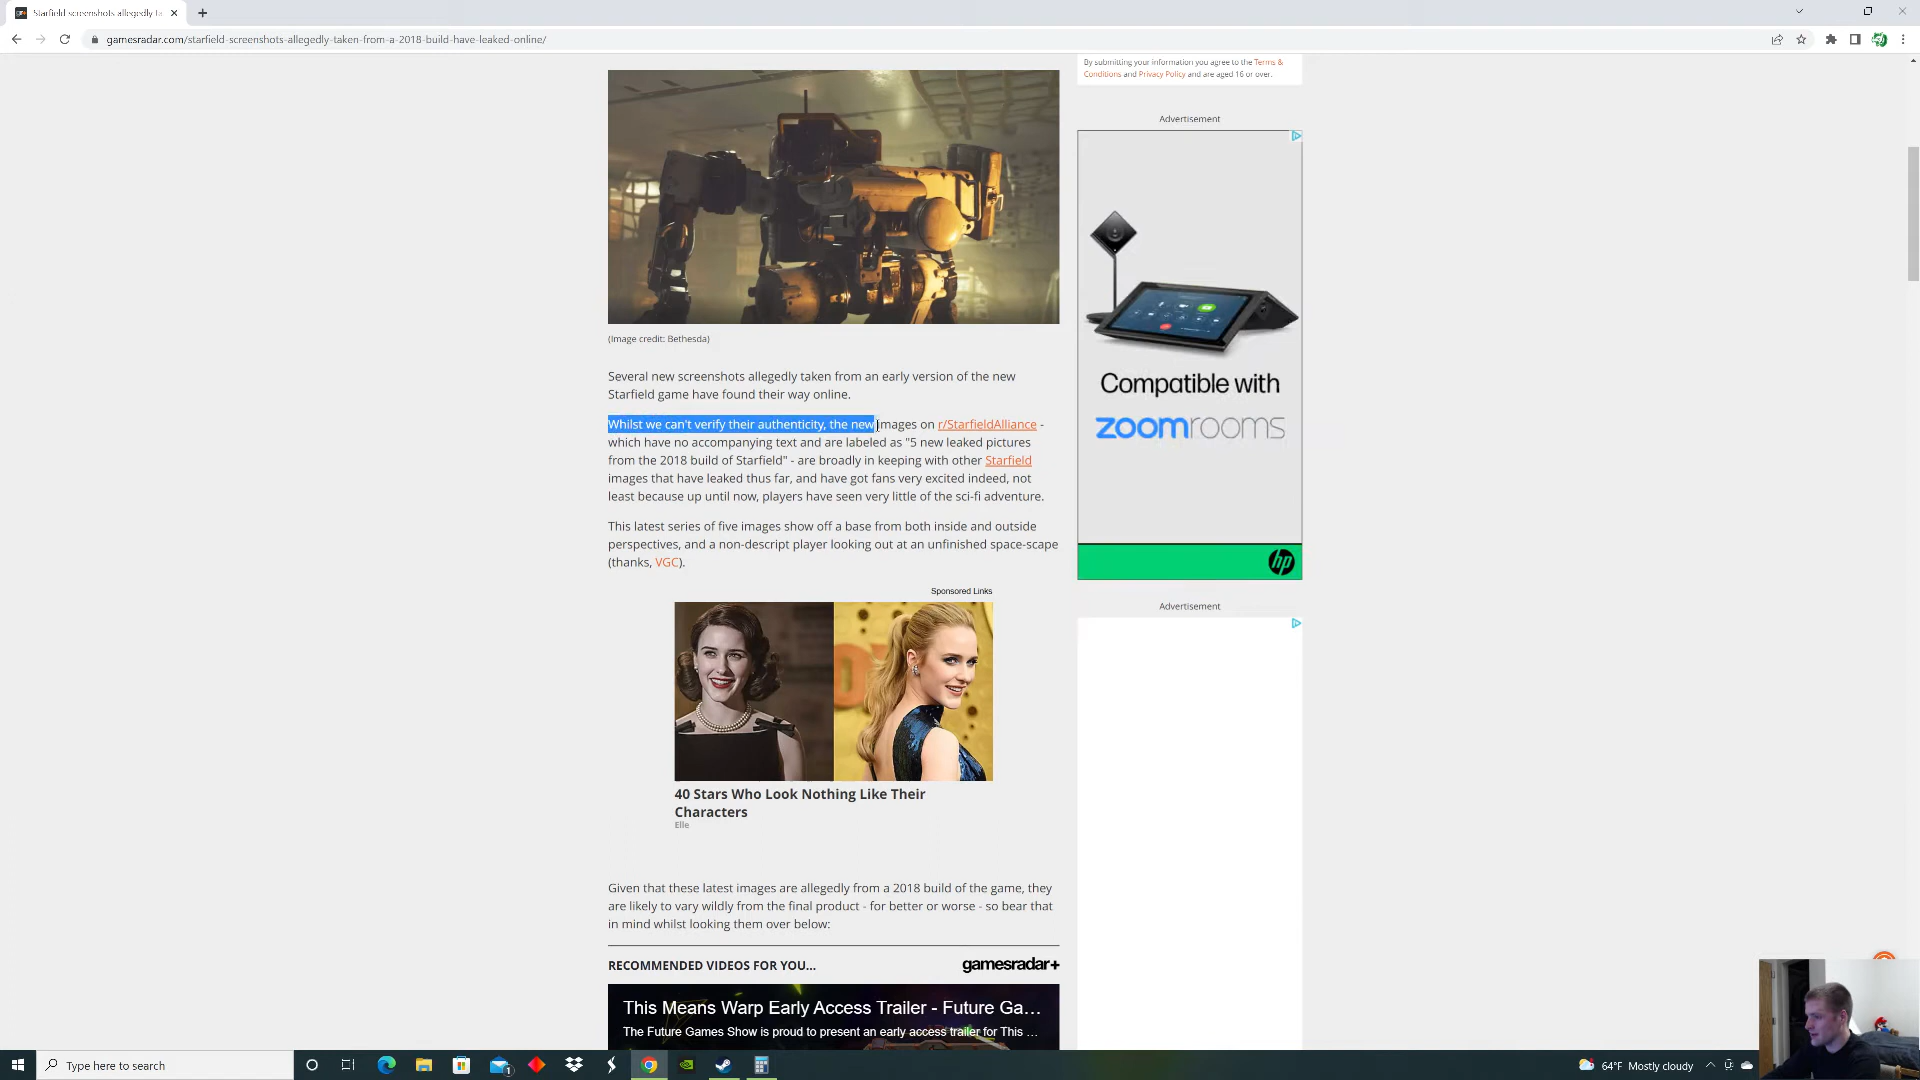 Starfield screenshots allegedly ta
gamesradar.com/starfield-screenshots-allegedly-taken-from-a-2018-build-have-leaked-online/
By submitting your information you agree to the Terms &
Conditions and Privacy Policy and are aged 16 or over.
Advertisement
Compatible with
zoomrooms
hp
Advertisement
(Image credit: Bethesda)
Several new screenshots allegedly taken from an early version of the new
Starfield game have found their way online.
Whilst we can't verify their authenticity, the new images on r/StarfieldAlliance -
which have no accompanying text and are labeled as "5 new leaked pictures
from the 2018 build of Starfield" - are broadly in keeping with other Starfield
images that have leaked thus far, and have got fans very excited indeed, not
least because up until now, players have seen very little of the sci-fi adventure.
This latest series of five images show off a base from both inside and outside
perspectives, and a non-descript player looking out at an unfinished space-scape
(thanks, VGC).
Sponsored Links
40 Stars Who Look Nothing Like Their
Characters
Elle
Given that these latest images are allegedly from a 2018 build of the game, they
are likely to vary wildly from the final product - for better or worse - so bear that
in mind whilst looking them over below:
RECOMMENDED VIDEOS FOR YOU...
gamesradar+
This Means Warp Early Access Trailer - Future Ga...
The Future Games Show is proud to present an early access trailer for This ...
Type here to search
1
64°F Mostly cloudy